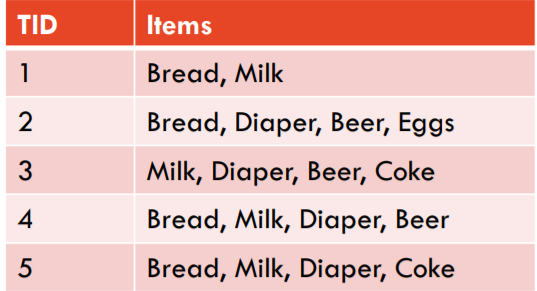 TID Items
1 Bread, Milk
2 Bread, Diaper, Beer, Eggs
3 Milk, Diaper, Beer, Coke
4 Bread, Milk, Diaper, Beer
5 Bread, Milk, Diaper, Coke